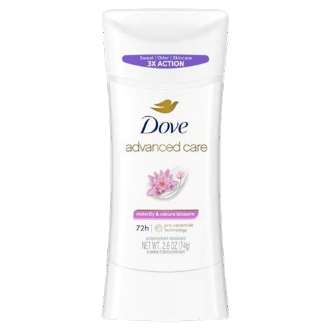 Sweat | Odor | Skincare
3X ACTION
Dove
advanced care
waterlily & sakura blossom
72h
pro-ceramide
technology
antiperspirant deodorant
NET WT. 2.6 OZ (74g)